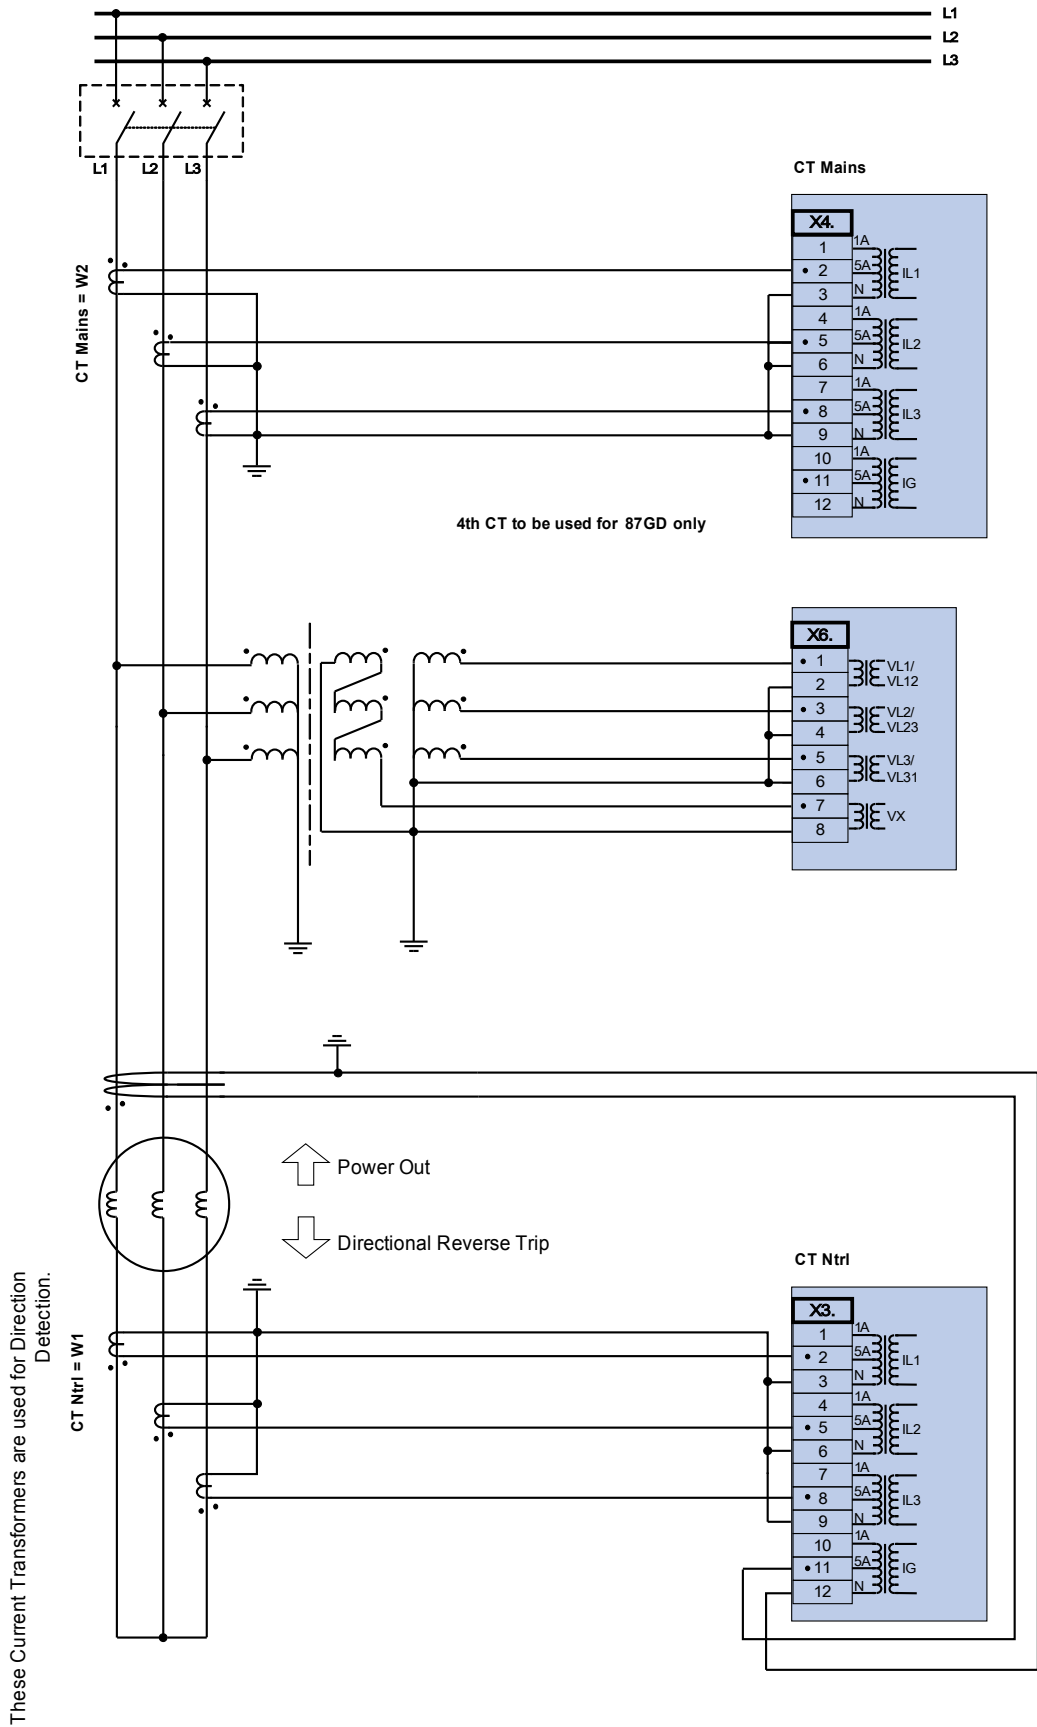 L1
L2
L3
L1 L2 L3
CT Mains
CT Mains = W2
X4.
1 1A
2 5A IL1
3 N
4 1A
5 5A IL2
6 N
7 1A
8 5A IL3
9 N
10 1A
11 5A IG
12 N
4th CT to be used for 87GD only
X6.
1 VL1/
2 VL12
3 VL2/
4 VL23
5 VL3/
6 VL31
7 VX
8
Power Out
Directional Reverse Trip
CT Ntrl
These Current Transformers are used for Direction
Detection.
CT Ntrl = W1
X3.
1 1A
2 5A IL1
3 N
4 1A
5 5A IL2
6 N
7 1A
8 5A IL3
9 N
10 1A
11 5A IG
12 N